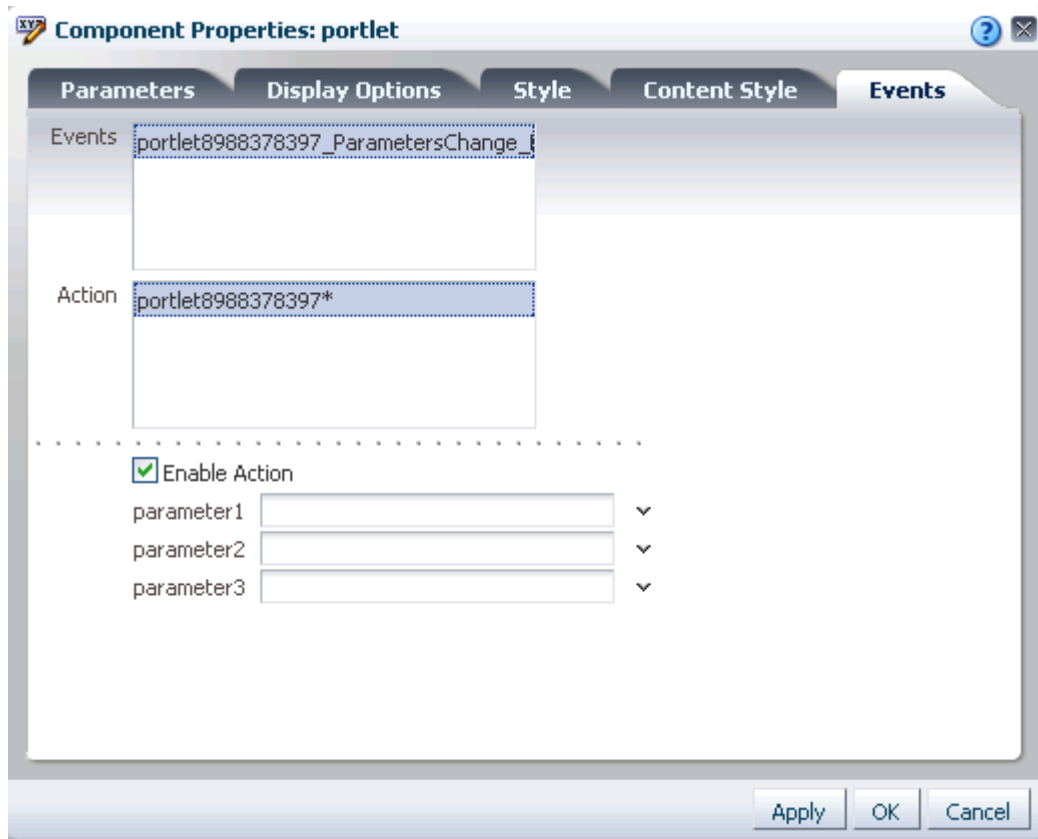 Component Properties: portlet
Parameters Display Options Style Content Style Events
Events portlet8988378397_ParametersChange_
Action portlet8988378397*
Enable Action
parameter1
parameter2
parameter3
Apply OK Cancel